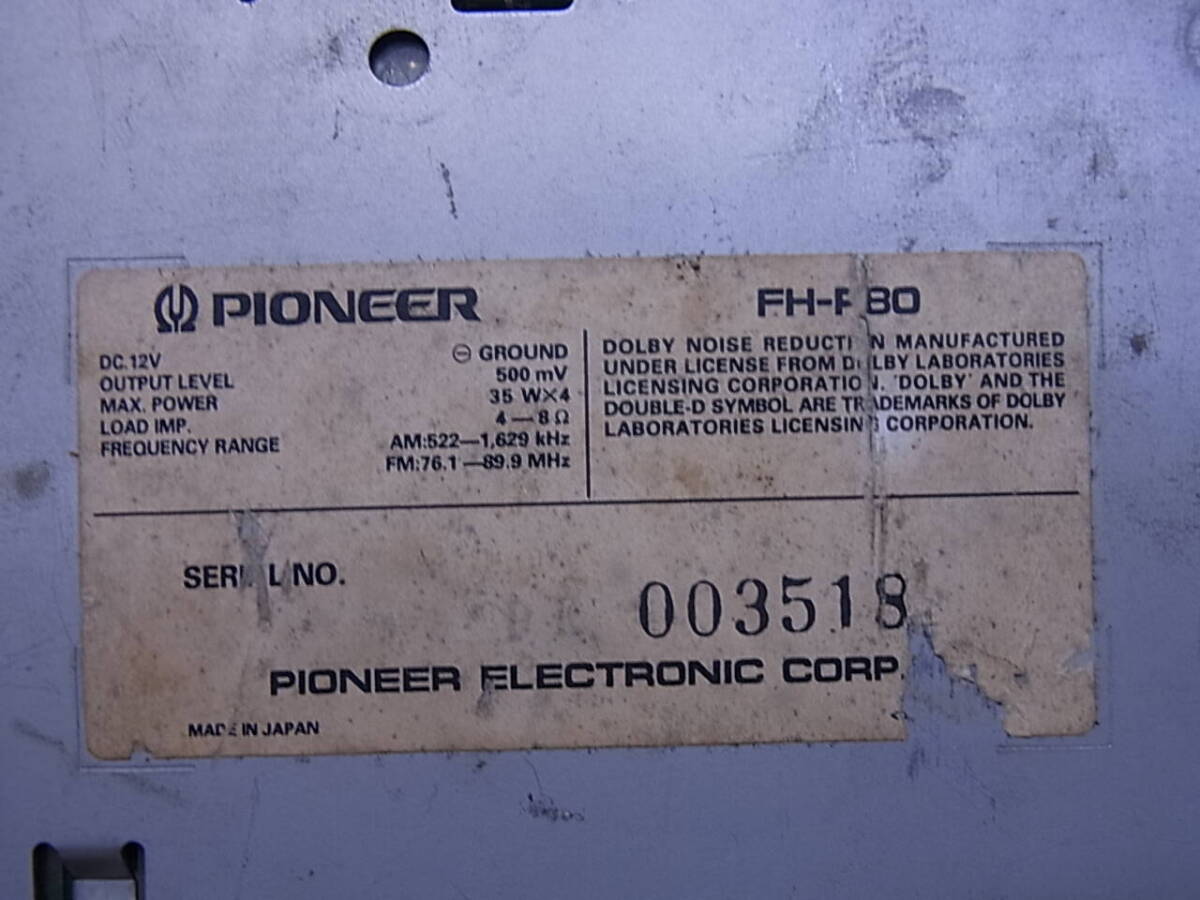 PIONEER
DC.12V ⊖ GROUND
OUTPUT LEVEL 500 mV
MAX. POWER 35 W×4
LOAD IMP. 4—8 Ω
FREQUENCY RANGE AM:522—1,629 kHz
FM:76.1—89.9 MHz
DOLBY NOISE REDUCTION MANUFACTURED
UNDER LICENSE FROM DOLBY LABORATORIES
LICENSING CORPORATION. 'DOLBY' AND THE
DOUBLE-D SYMBOL ARE TRADEMARKS OF DOLBY
LABORATORIES LICENSING CORPORATION.
SERIAL NO. 003518
PIONEER ELECTRONIC CORP.
MADE IN JAPAN